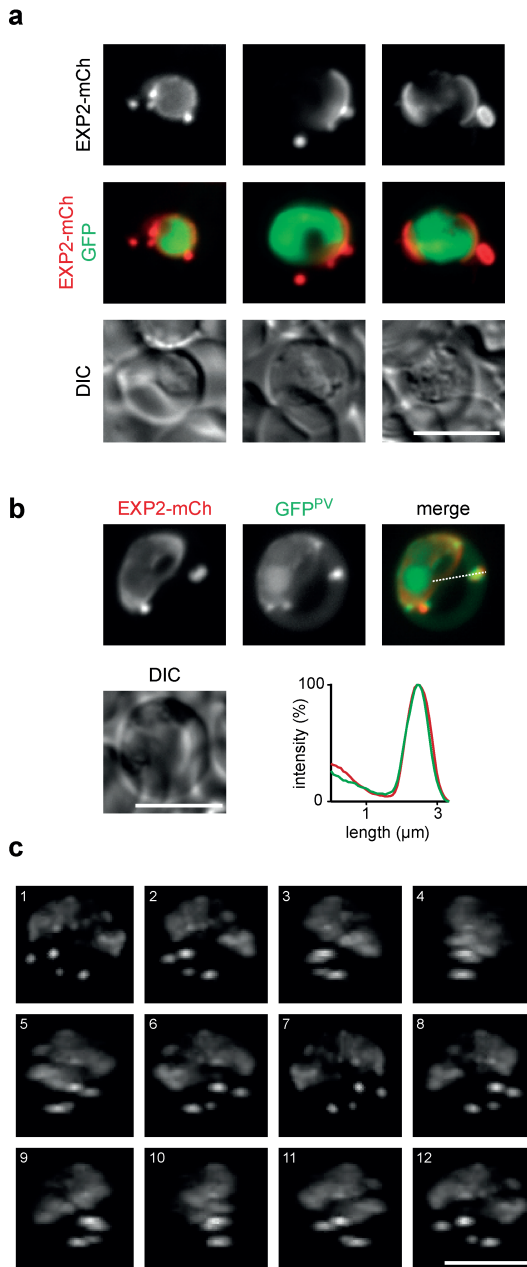 a
EXP2-mCh
EXP2-mCh
GFP
DIC
b
EXP2-mCh
GFPᴾⱽ
merge
DIC
100
intensity (%)
0
1
3
length (µm)
c
1
2
3
4
5
6
7
8
9
10
11
12